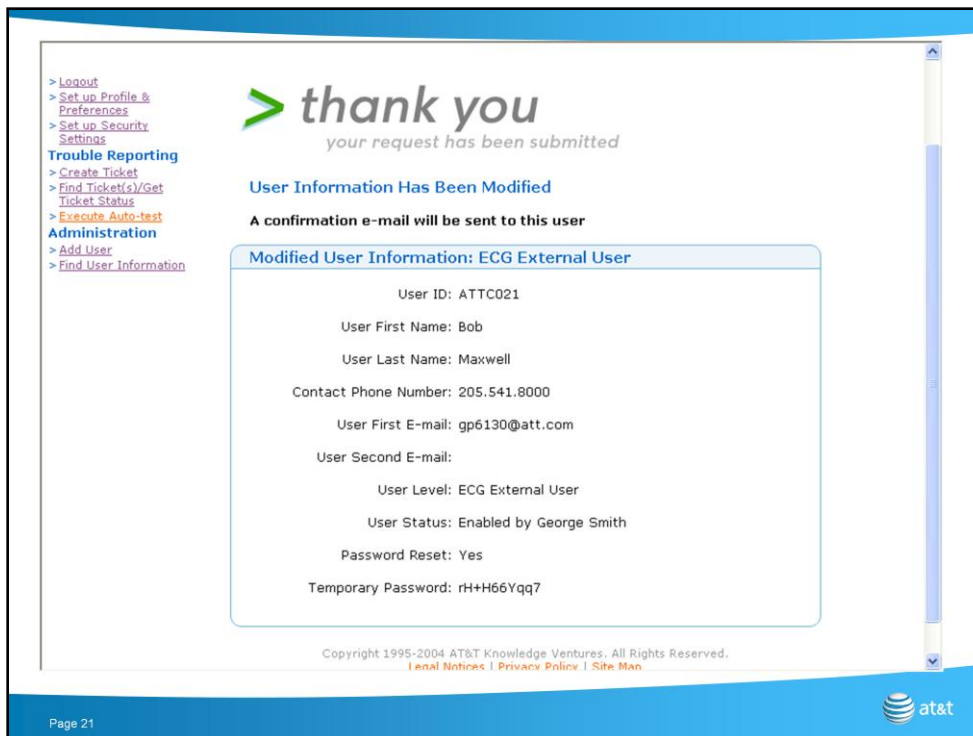 > Logout
> Set up Profile &
Preferences
> Set up Security
Settings
Trouble Reporting
> Create Ticket
> Find Ticket(s)/Get
Ticket Status
> Execute Auto-test
Administration
> Add User
> Find User Information
> thank you
your request has been submitted
User Information Has Been Modified
A confirmation e-mail will be sent to this user
Modified User Information: ECG External User
User ID: ATTC021
User First Name: Bob
User Last Name: Maxwell
Contact Phone Number: 205.541.8000
User First E-mail: gp6130@att.com
User Second E-mail:
User Level: ECG External User
User Status: Enabled by George Smith
Password Reset: Yes
Temporary Password: rH+H66Yqq7
Copyright 1995-2004 AT&T Knowledge Ventures. All Rights Reserved.
Legal Notices | Privacy Policy | Site Map
Page 21
at&t